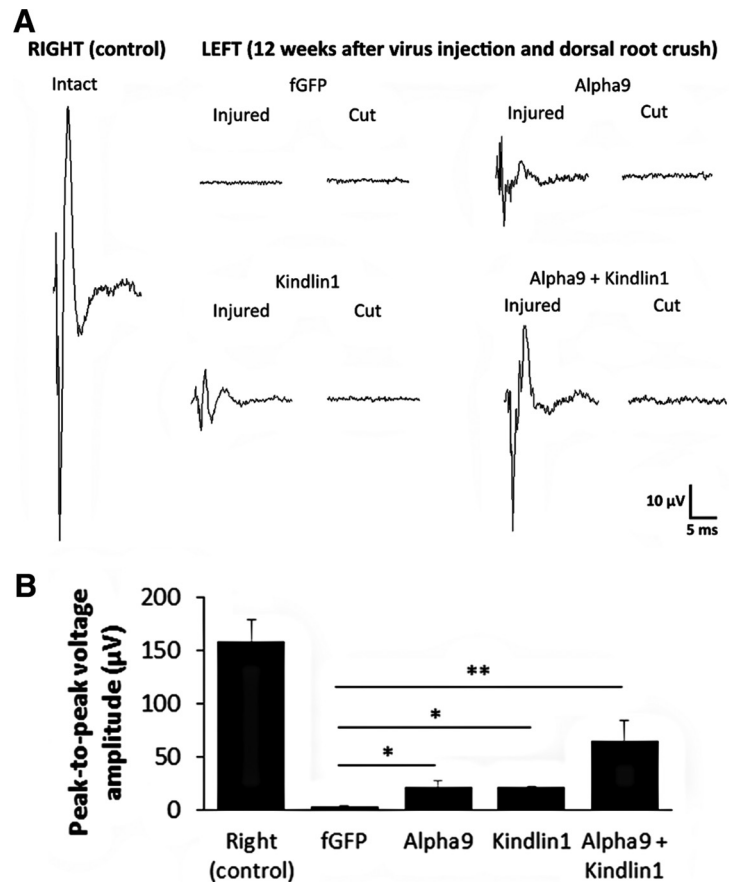 A
RIGHT (control)
LEFT (12 weeks after virus injection and dorsal root crush)
Intact
fGFP
Injured
Cut
Alpha9
Injured
Cut
Kindlin1
Injured
Cut
Alpha9 + Kindlin1
Injured
Cut
10 µV
5 ms
B
Peak-to-peak voltage
amplitude (µV)
200
150
100
50
0
**
*
*
Right
(control)
fGFP
Alpha9
Kindlin1
Alpha9 +
Kindlin1